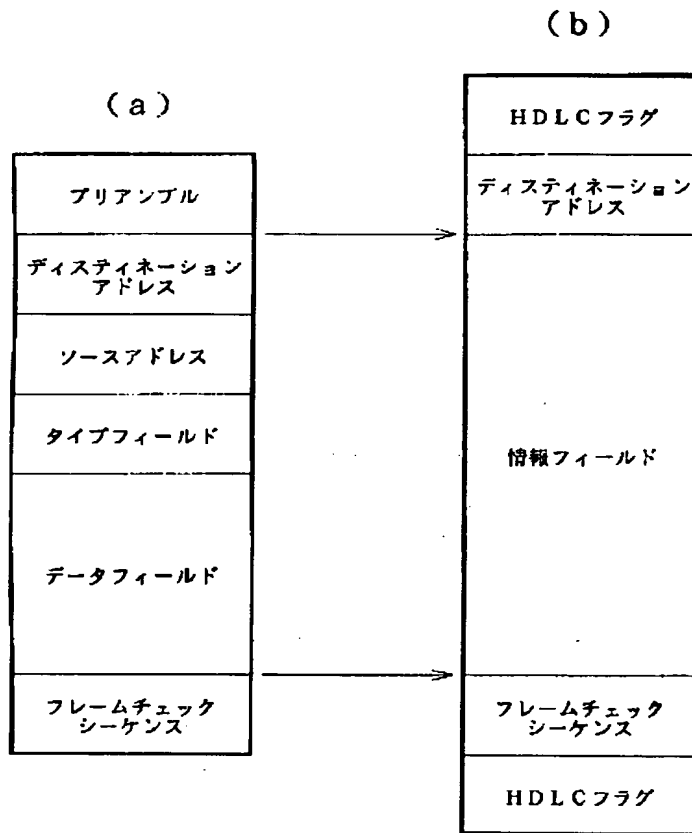 (a)
プリアンブル
ディスティネーション
アドレス
ソースアドレス
タイプフィールド
データフィールド
フレームチェック
シーケンス
(b)
HDLCフラグ
ディスティネーション
アドレス
情報フィールド
フレームチェック
シーケンス
HDLCフラグ